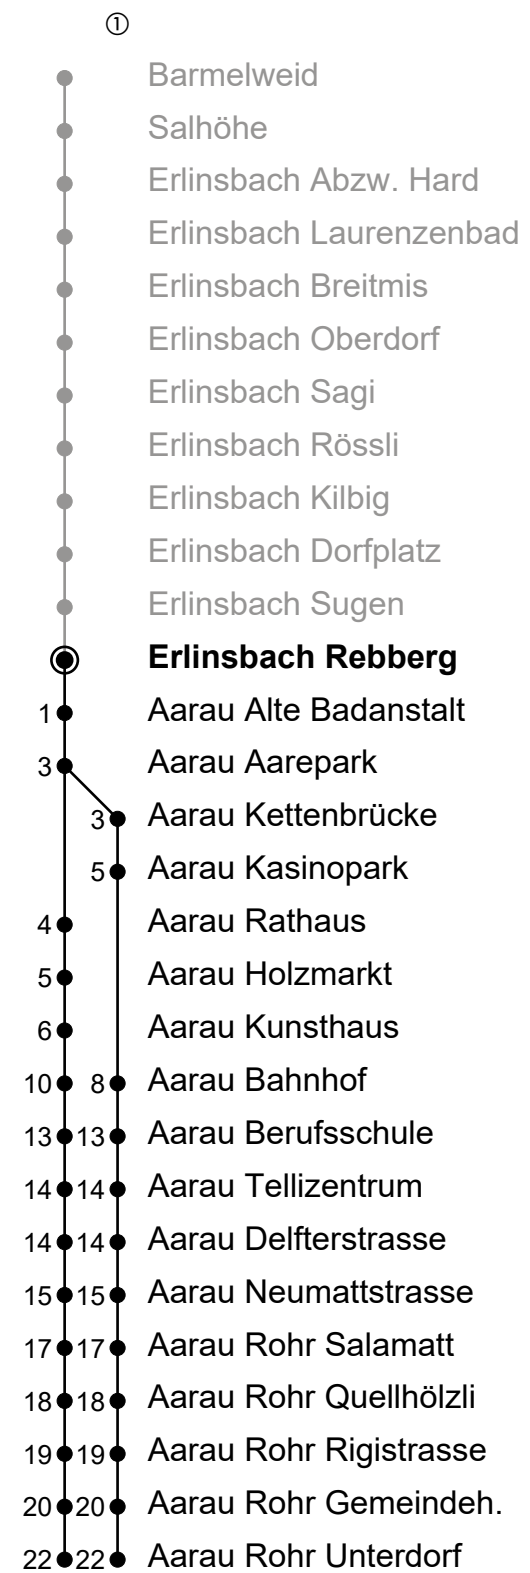 ①
Barmelweid
Salhöhe
Erlinsbach Abzw. Hard
Erlinsbach Laurenzenbad
Erlinsbach Breitmis
Erlinsbach Oberdorf
Erlinsbach Sagi
Erlinsbach Rössli
Erlinsbach Kilbig
Erlinsbach Dorfplatz
Erlinsbach Sugen
Erlinsbach Rebberg
1 Aarau Alte Badanstalt
3 Aarau Aarepark
3 Aarau Kettenbrücke
5 Aarau Kasinopark
4 Aarau Rathaus
5 Aarau Holzmarkt
6 Aarau Kunsthaus
10 8 Aarau Bahnhof
13 13 Aarau Berufsschule
14 14 Aarau Tellizentrum
14 14 Aarau Delfterstrasse
15 15 Aarau Neumattstrasse
17 17 Aarau Rohr Salamatt
18 18 Aarau Rohr Quellhölzli
19 19 Aarau Rohr Rigistrasse
20 20 Aarau Rohr Gemeindeh.
22 22 Aarau Rohr Unterdorf